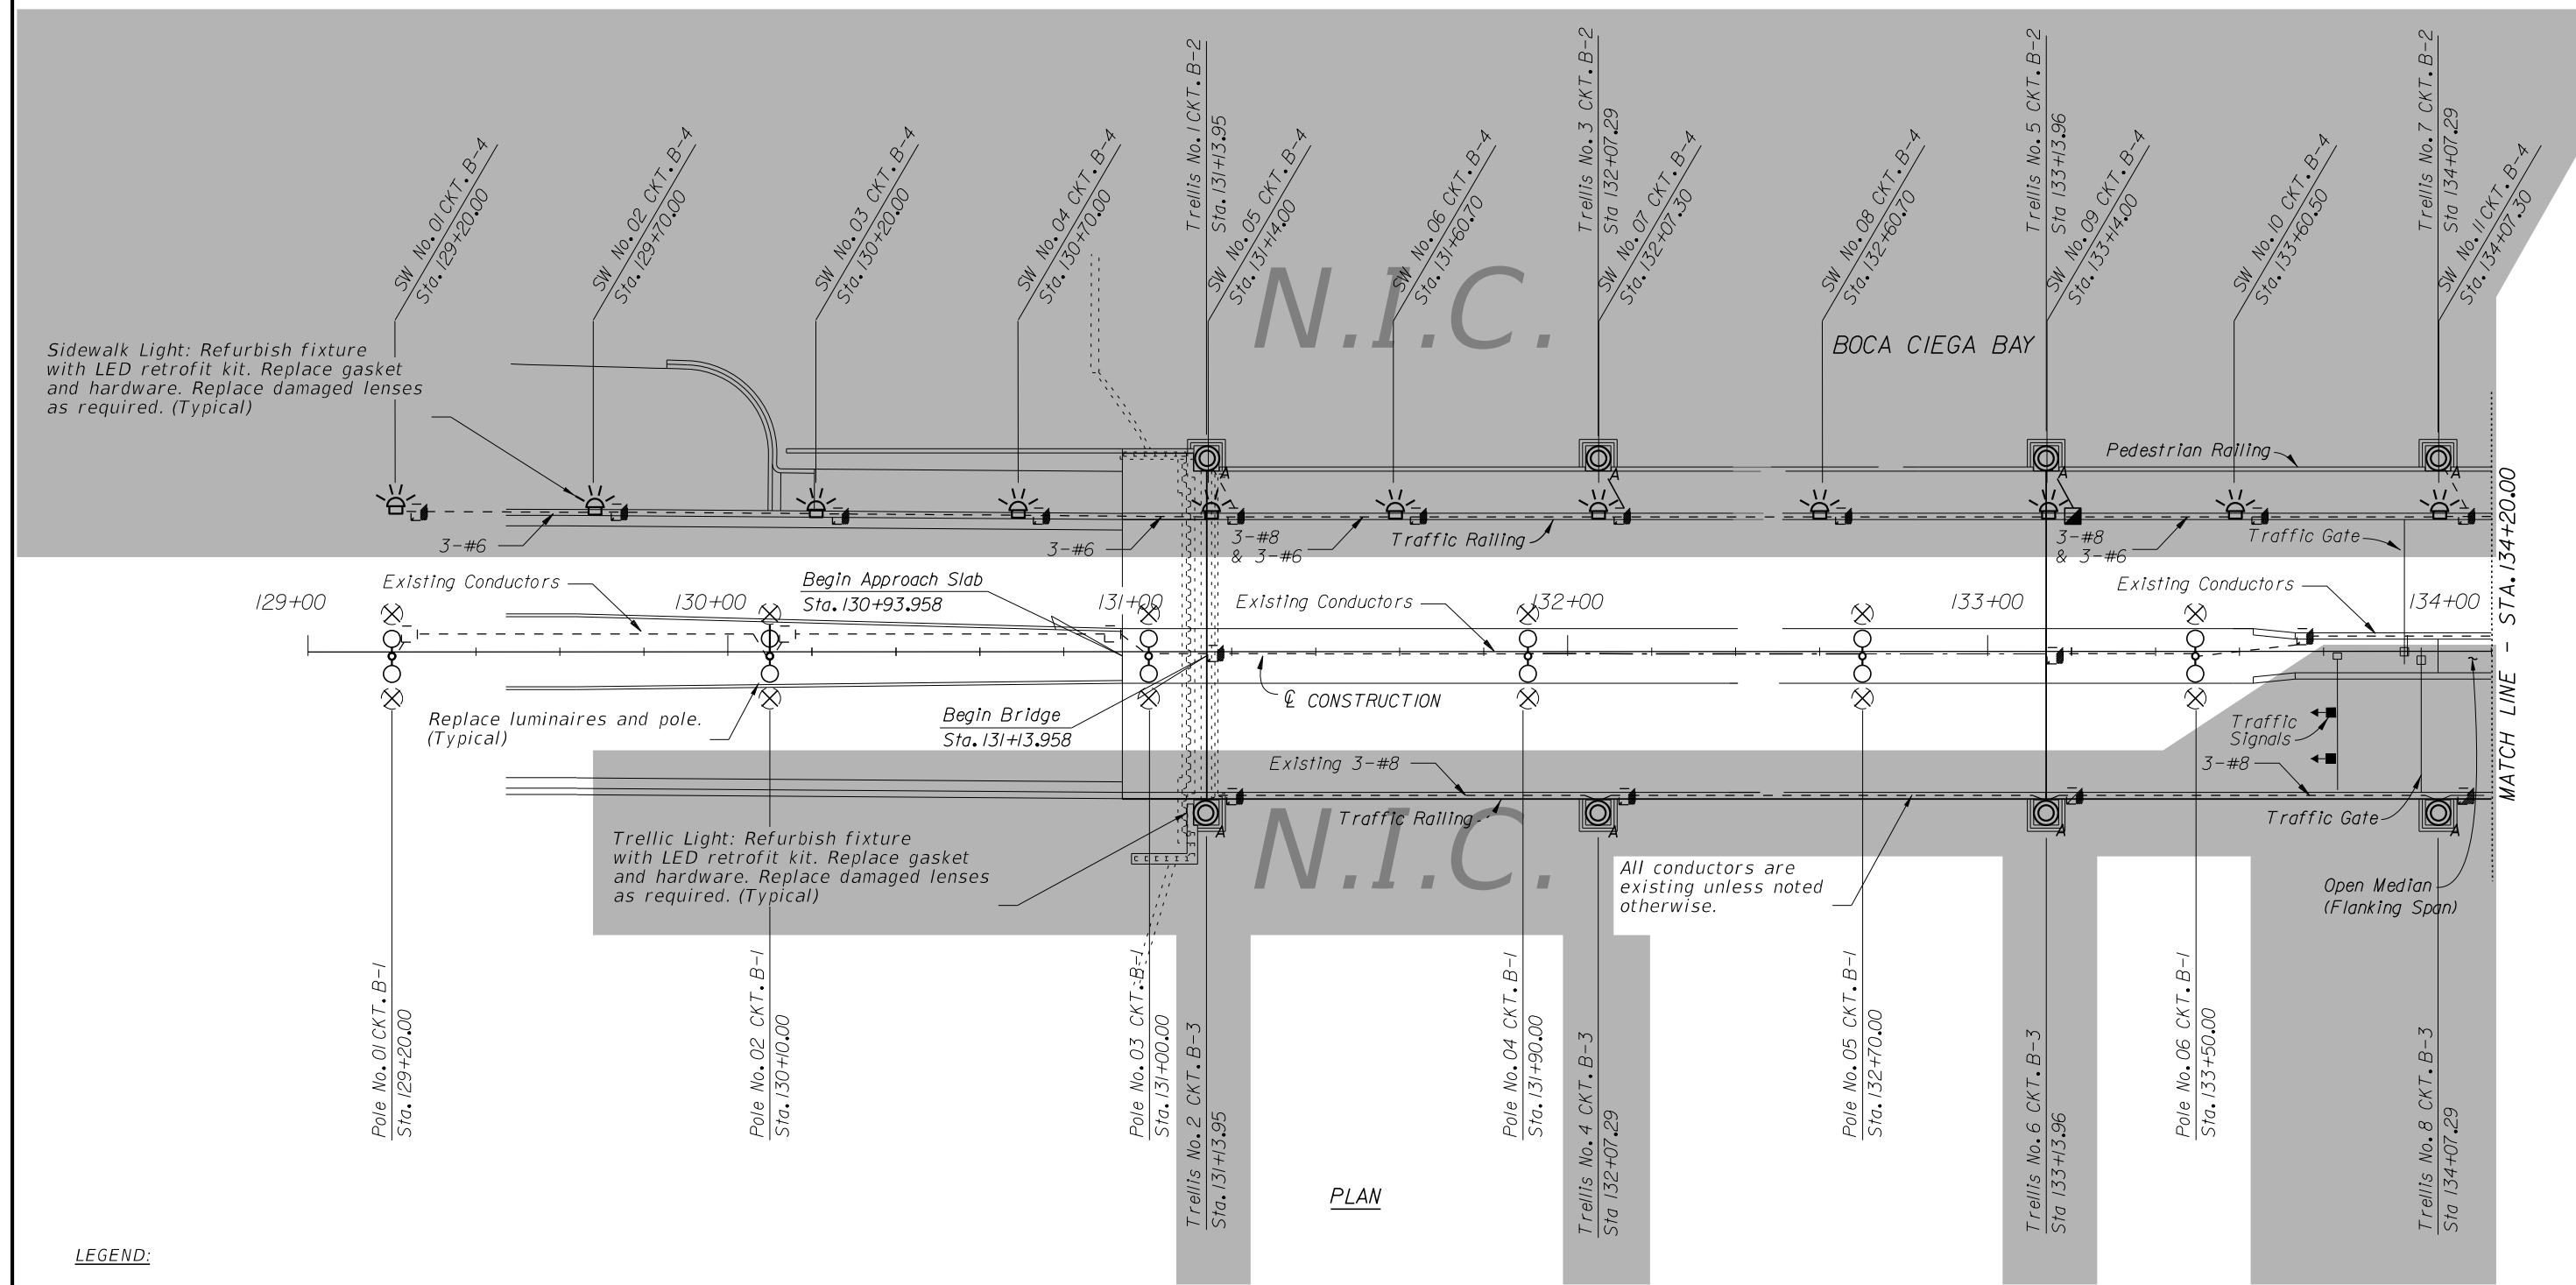 Trellis No. 1 CKT. B-2
Sta. 131+13.95
Trellis No. 3 CKT. B-2
Sta 132+07.29
Trellis No. 5 CKT. B-2
Sta 133+13.96
Trellis No. 7 CKT. B-2
Sta 134+07.29
SW No. 01 CKT. B-4
Sta. 129+20.00
SW No. 02 CKT. B-4
Sta. 129+70.00
SW No. 03 CKT. B-4
Sta. 130+20.00
SW No. 04 CKT. B-4
Sta. 130+70.00
SW No. 05 CKT. B-4
Sta. 131+14.00
SW No. 06 CKT. B-4
Sta. 131+60.70
SW No. 07 CKT. B-4
Sta. 132+07.30
SW No. 08 CKT. B-4
Sta. 132+60.70
SW No. 09 CKT. B-4
Sta. 133+14.00
SW No. 10 CKT. B-4
Sta. 133+60.50
SW No. 11 CKT. B-4
Sta. 134+07.30
N.I.C.
BOCA CIEGA BAY
Sidewalk Light: Refurbish fixture
with LED retrofit kit. Replace gasket
and hardware. Replace damaged lenses
as required. (Typical)
Pedestrian Railing
A
A
A
A
3-#6
3-#6
3-#8
& 3-#6
Traffic Railing
3-#8
& 3-#6
Traffic Gate
MATCH LINE - STA. 134+20.00
Existing Conductors
Begin Approach Slab
Sta. 130+93.958
Existing Conductors
Existing Conductors
129+00
130+00
131+00
132+00
133+00
134+00
℄ CONSTRUCTION
Replace luminaires and pole.
(Typical)
Begin Bridge
Sta. 131+13.958
Traffic
Signals
Existing 3-#8
3-#8
Traffic Railing
Traffic Gate
A
A
A
A
N.I.C.
Trellic Light: Refurbish fixture
with LED retrofit kit. Replace gasket
and hardware. Replace damaged lenses
as required. (Typical)
All conductors are
existing unless noted
otherwise.
Open Median
(Flanking Span)
Pole No. 01 CKT. B-1
Sta. 129+20.00
Pole No. 02 CKT. B-1
Sta. 130+10.00
Pole No. 03 CKT. B-1
Sta. 131+00.00
Trellis No. 2 CKT. B-3
Sta. 131+13.95
Pole No. 04 CKT. B-1
Sta. 131+90.00
Trellis No. 4 CKT. B-3
Sta 132+07.29
Pole No. 05 CKT. B-1
Sta. 132+70.00
Trellis No. 6 CKT. B-3
Sta 133+13.96
Pole No. 06 CKT. B-1
Sta. 133+50.00
Trellis No. 8 CKT. B-3
Sta 134+07.29
PLAN
LEGEND: